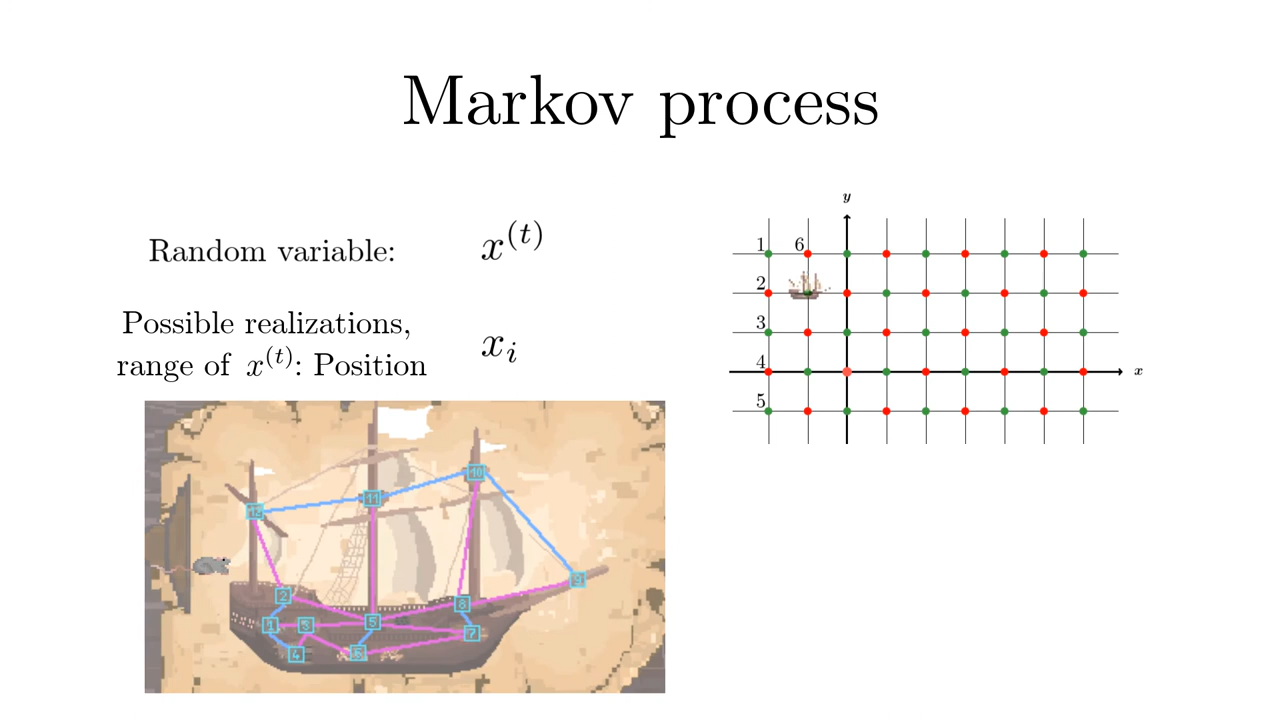 Markov process
Random variable: x^{(t)}
Possible realizations,
range of x^{(t)}: Position
x_i
y
1 6
2
3
4
x
5
10
11
12
9
2
8
1 3 5
7
4 6